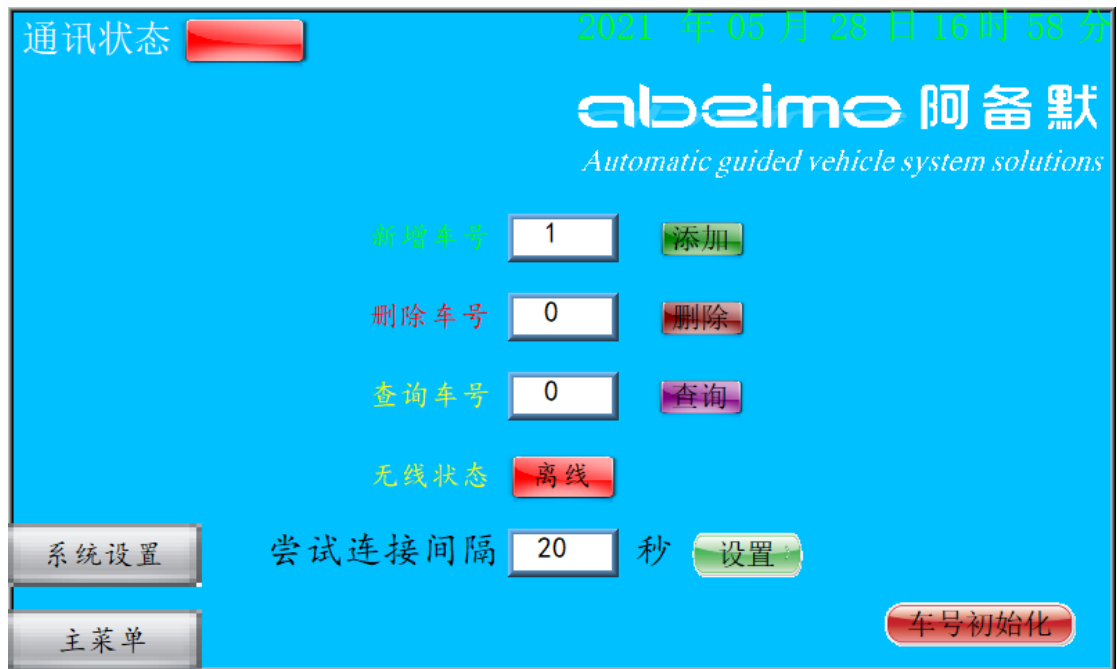 通讯状态
2021 年 05 月 28 日 16 时 58 分
abeimo 阿备默
Automatic guided vehicle system solutions
新增车号 1 添加
删除车号 0 删除
查询车号 0 查询
无线状态 离线
尝试连接间隔 20 秒 设置
系统设置
车号初始化
主菜单